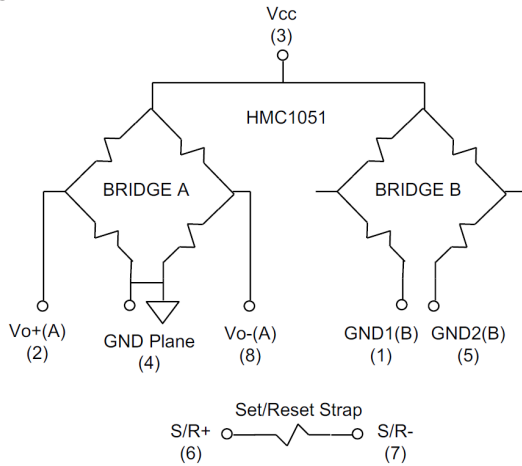 Vcc
(3)
HMC1051
BRIDGE A
BRIDGE B
Vo+(A)
(2)
GND Plane
(4)
Vo-(A)
(8)
GND1(B)
(1)
GND2(B)
(5)
Set/Reset Strap
S/R+
(6)
S/R-
(7)